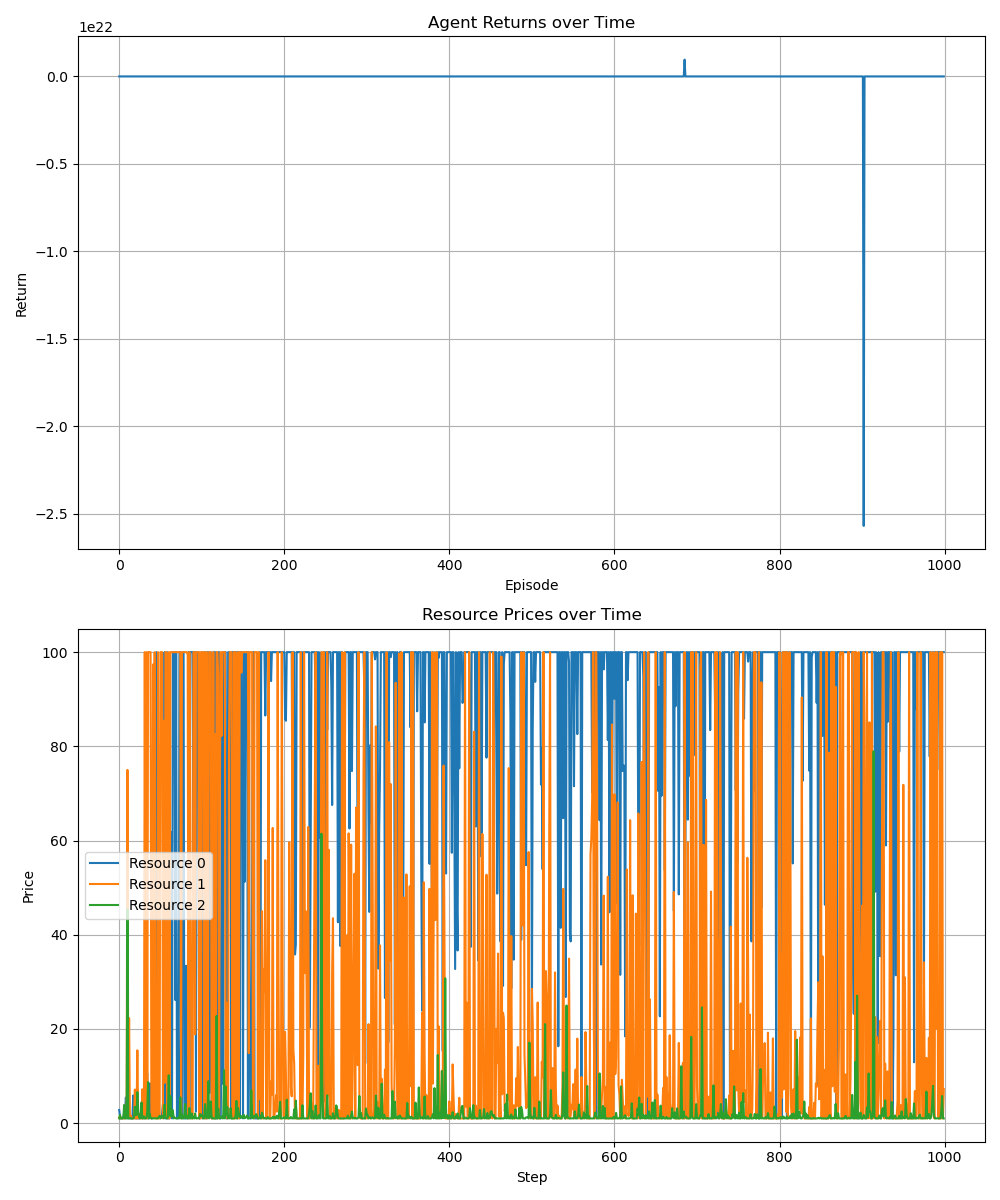 Agent Returns over Time
1e22
0.0
−0.5
−1.0
−1.5
−2.0
−2.5
Return
0 200 400 600 800 1000
Episode
Resource Prices over Time
100
80
60
40
20
0
Price
Resource 0
Resource 1
Resource 2
0 200 400 600 800 1000
Step